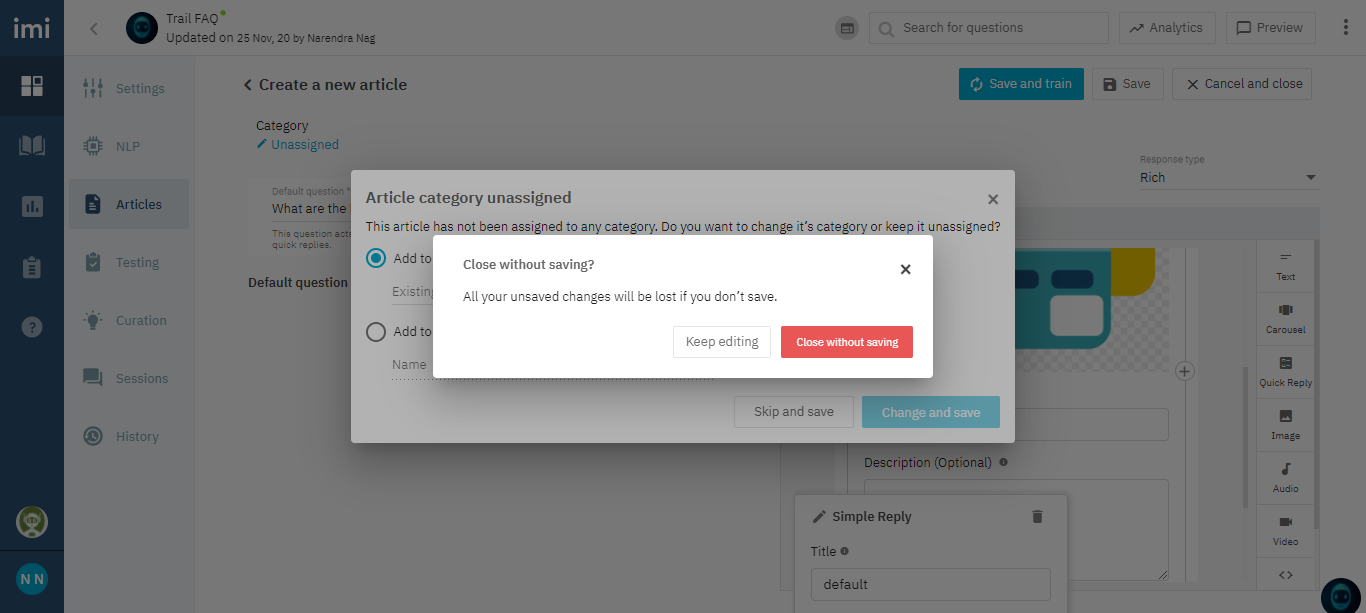 imi
Trail FAQ
Updated on 25 Nov, 20 by Narendra Nag
Search for questions
Analytics
Preview
Settings
NLP
Articles
Testing
Curation
Sessions
History
N N
Create a new article
Save and train
Save
Cancel and close
Category
Unassigned
Response type
Rich
Default question *
What are the
This question acts
quick replies.
Default question
Article category unassigned
This article has not been assigned to any category. Do you want to change it's category or keep it unassigned?
Add to
Existing
Add to
Name
Skip and save
Change and save
Close without saving?
All your unsaved changes will be lost if you don't save.
Keep editing
Close without saving
Text
Carousel
Quick Reply
Image
Audio
Video
Description (Optional)
Simple Reply
Title
default